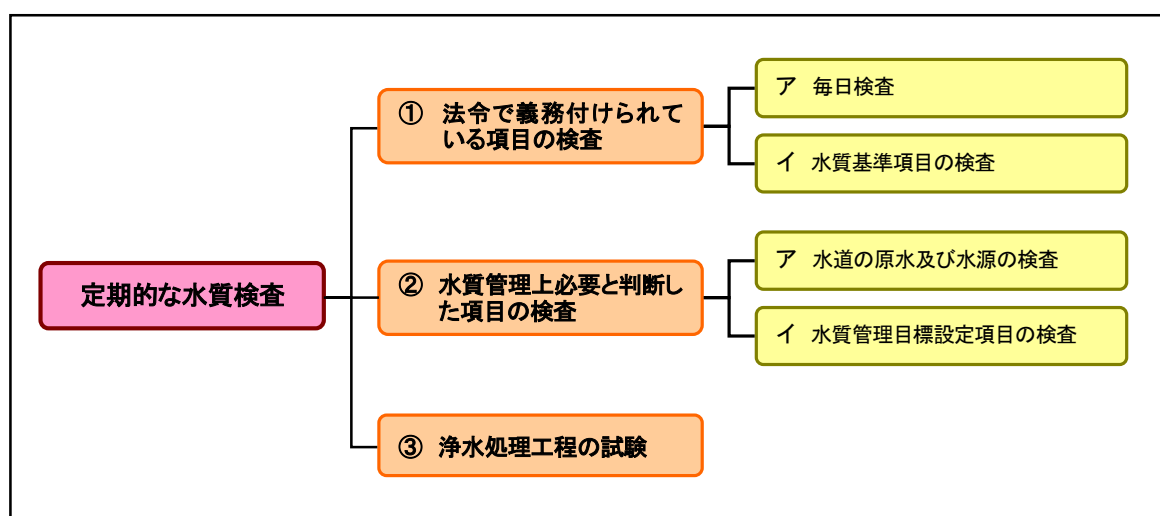 定期的な水質検査
① 法令で義務付けられて
いる項目の検査
ア 毎日検査
イ 水質基準項目の検査
② 水質管理上必要と判断し
た項目の検査
ア 水道の原水及び水源の検査
イ 水質管理目標設定項目の検査
③ 浄水処理工程の試験